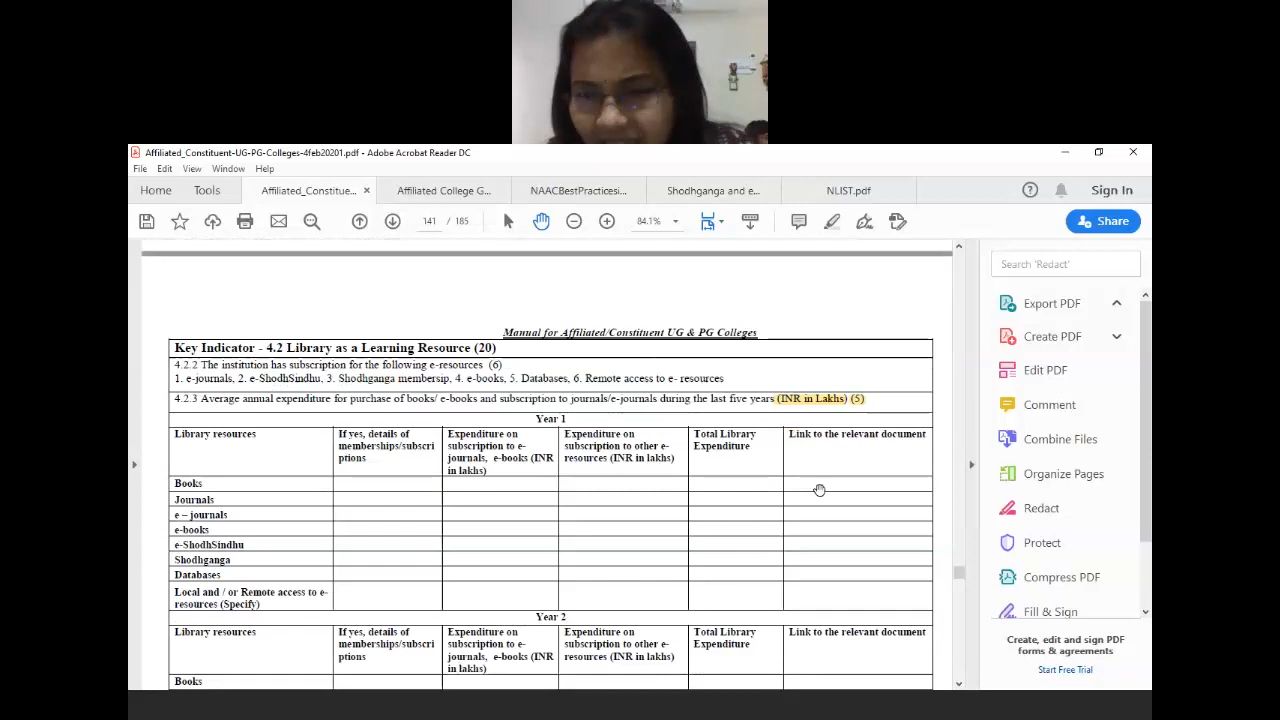 Affiliated_Constituent-UG-PG-Colleges-4feb20201.pdf - Adobe Acrobat Reader DC
File Edit View Window Help
Home Tools Affiliated_Constitue... × Affiliated College G... NAACBestPracticesi... Shodhganga and e... NLIST.pdf Sign In
141 / 185 84.1% Share
Search 'Redact'
Export PDF
Create PDF
Edit PDF
Comment
Combine Files
Organize Pages
Redact
Protect
Compress PDF
Fill & Sign
Create, edit and sign PDF
forms & agreements
Start Free Trial
Manual for Affiliated/Constituent UG & PG Colleges
Key Indicator - 4.2 Library as a Learning Resource (20)
4.2.2 The institution has subscription for the following e-resources (6)
1. e-journals, 2. e-ShodhSindhu, 3. Shodhganga membersip, 4. e-books, 5. Databases, 6. Remote access to e- resources
4.2.3 Average annual expenditure for purchase of books/ e-books and subscription to journals/e-journals during the last five years (INR in Lakhs) (5)
Year 1
Library resources If yes, details of Expenditure on Expenditure on Total Library Link to the relevant document
memberships/subscri subscription to e- subscription to other e- Expenditure
ptions journals, e-books (INR resources (INR in lakhs)
in lakhs)
Books
Journals
e – journals
e-books
e-ShodhSindhu
Shodhganga
Databases
Local and / or Remote access to e-
resources (Specify)
Year 2
Library resources If yes, details of Expenditure on Expenditure on Total Library Link to the relevant document
memberships/subscri subscription to e- subscription to other e- Expenditure
ptions journals, e-books (INR resources (INR in lakhs)
in lakhs)
Books